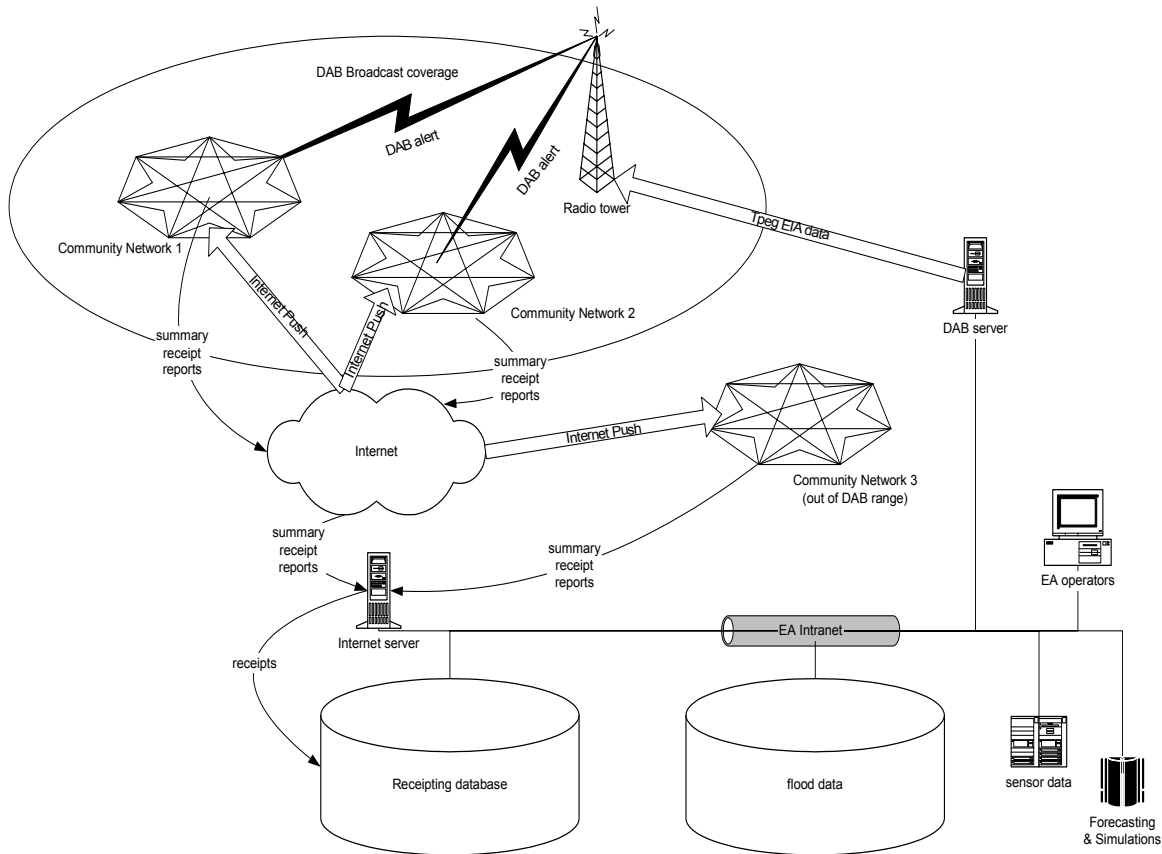 DAB Broadcast coverage
DAB alert
DAB alert
Radio tower
Tpeg EIA data
DAB server
Community Network 1
Community Network 2
Internet Push
Internet Push
summary
receipt
reports
summary
receipt
reports
Internet
Internet Push
Community Network 3
(out of DAB range)
summary
receipt
reports
summary
receipt
reports
EA operators
Internet server
EA Intranet
receipts
Receipting database
flood data
sensor data
Forecasting
& Simulations